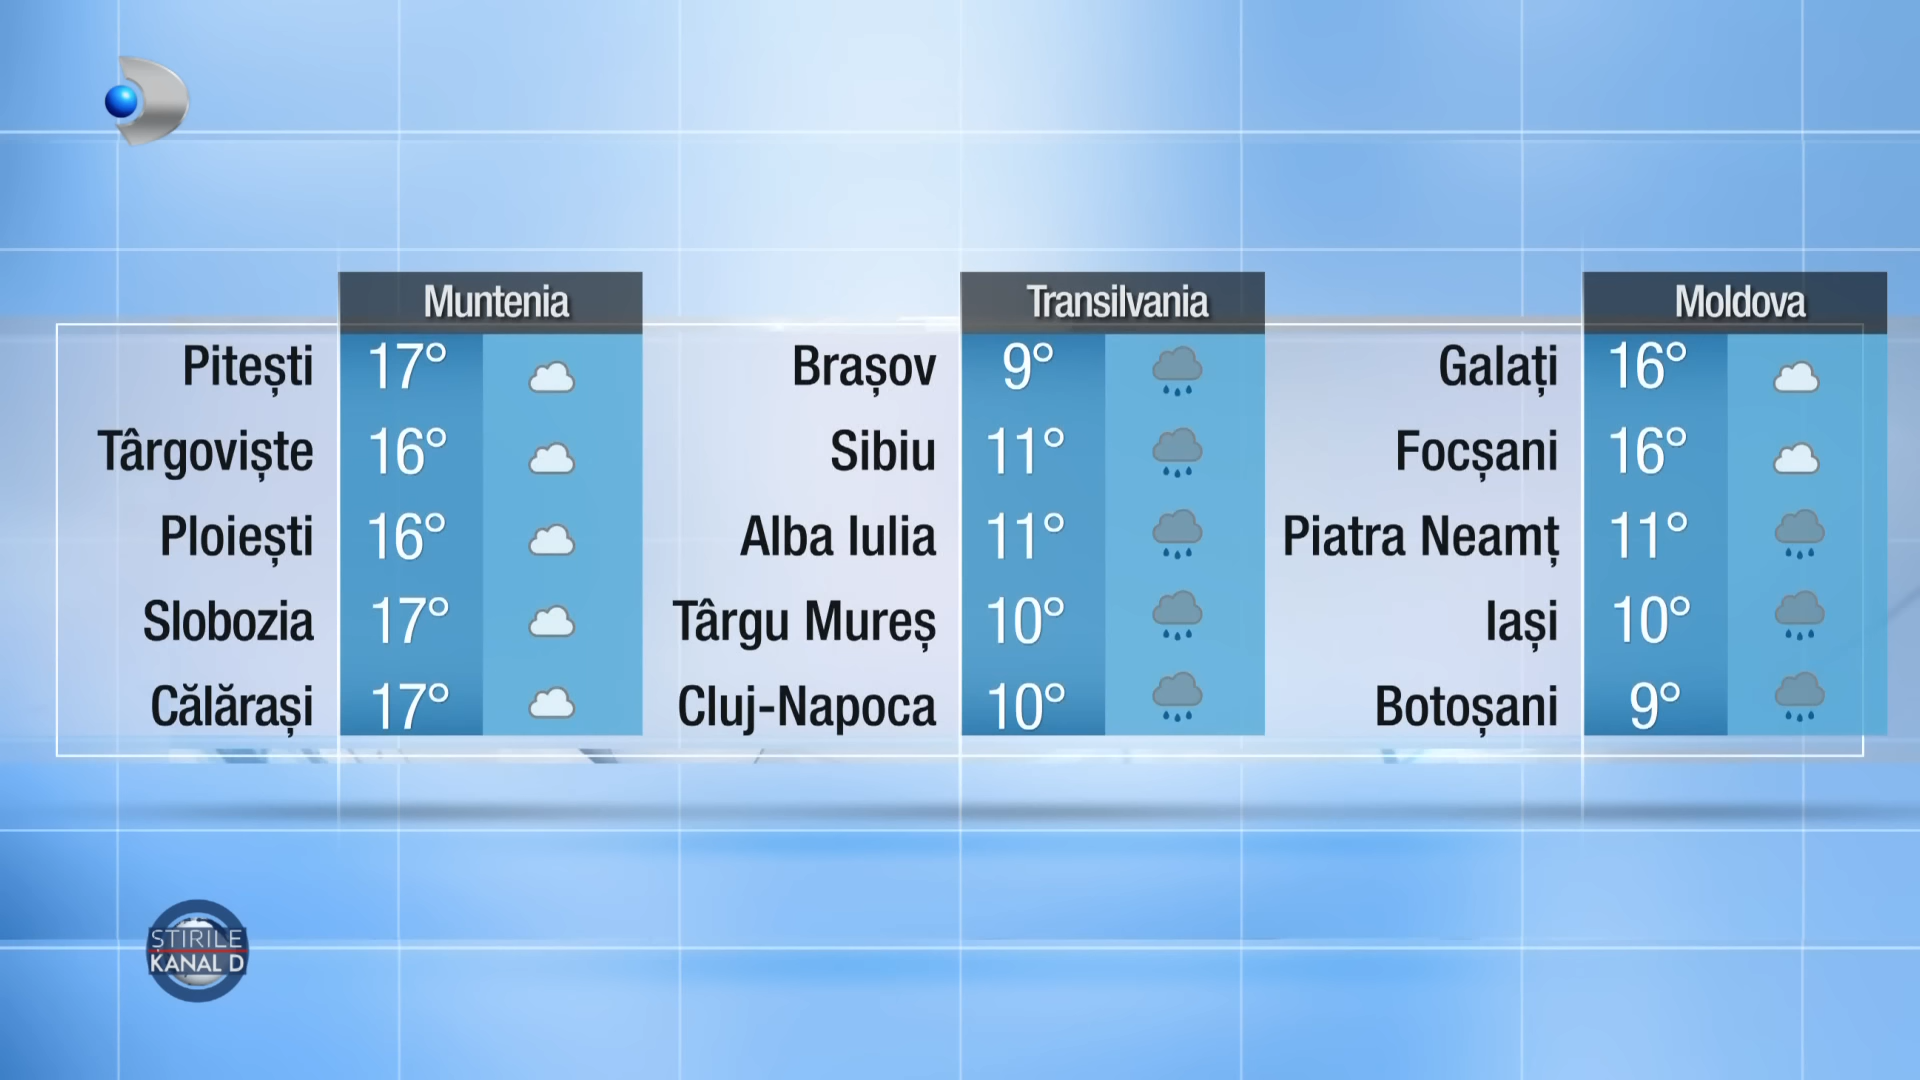 Muntenia
Pitești 17°
Târgoviște 16°
Ploiești 16°
Slobozia 17°
Călărași 17°
Transilvania
Brașov 9°
Sibiu 11°
Alba Iulia 11°
Târgu Mureș 10°
Cluj-Napoca 10°
Moldova
Galați 16°
Focșani 16°
Piatra Neamț 11°
Iași 10°
Botoșani 9°
ȘTIRILE
KANAL D